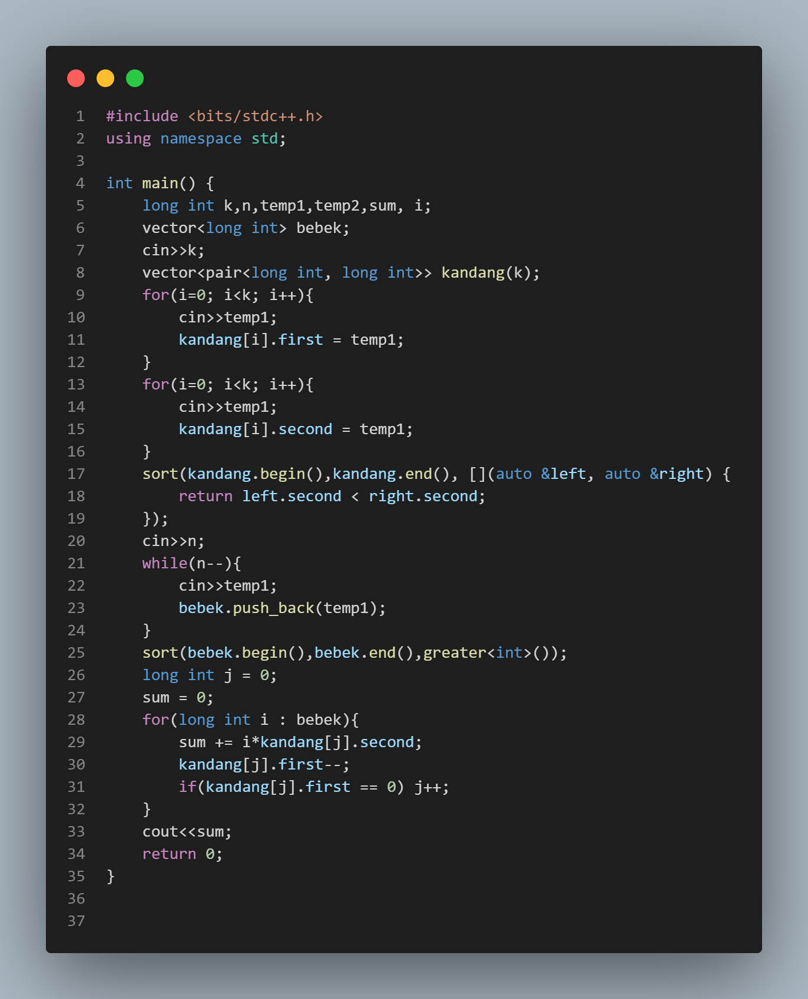 1 #include <bits/stdc++.h>
2 using namespace std;
3
4 int main() {
5     long int k,n,temp1,temp2,sum, i;
6     vector<long int> bebek;
7     cin>>k;
8     vector<pair<long int, long int>> kandang(k);
9     for(i=0; i<k; i++){
10         cin>>temp1;
11         kandang[i].first = temp1;
12     }
13     for(i=0; i<k; i++){
14         cin>>temp1;
15         kandang[i].second = temp1;
16     }
17     sort(kandang.begin(),kandang.end(), [](auto &left, auto &right) {
18         return left.second < right.second;
19     });
20     cin>>n;
21     while(n--){
22         cin>>temp1;
23         bebek.push_back(temp1);
24     }
25     sort(bebek.begin(),bebek.end(),greater<int>());
26     long int j = 0;
27     sum = 0;
28     for(long int i : bebek){
29         sum += i*kandang[j].second;
30         kandang[j].first--;
31         if(kandang[j].first == 0) j++;
32     }
33     cout<<sum;
34     return 0;
35 }
36
37